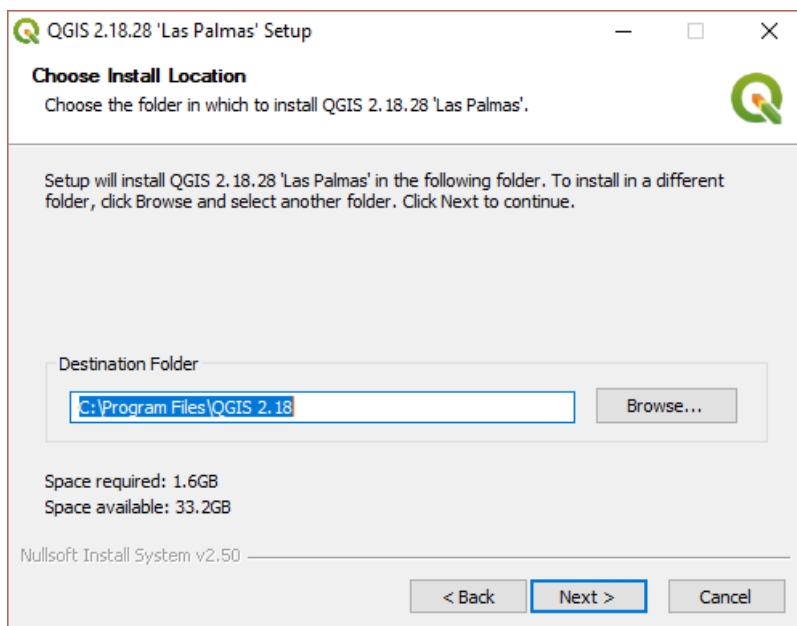 QGIS 2.18.28 'Las Palmas' Setup
Choose Install Location
Choose the folder in which to install QGIS 2.18.28 'Las Palmas'.
Setup will install QGIS 2.18.28 'Las Palmas' in the following folder. To install in a different
folder, click Browse and select another folder. Click Next to continue.
Destination Folder
C:\Program Files\QGIS 2.18
Browse...
Space required: 1.6GB
Space available: 33.2GB
Nullsoft Install System v2.50
< Back
Next >
Cancel